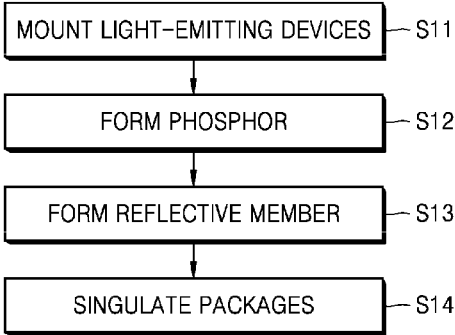 MOUNT LIGHT-EMITTING DEVICES S11
FORM PHOSPHOR S12
FORM REFLECTIVE MEMBER S13
SINGULATE PACKAGES S14